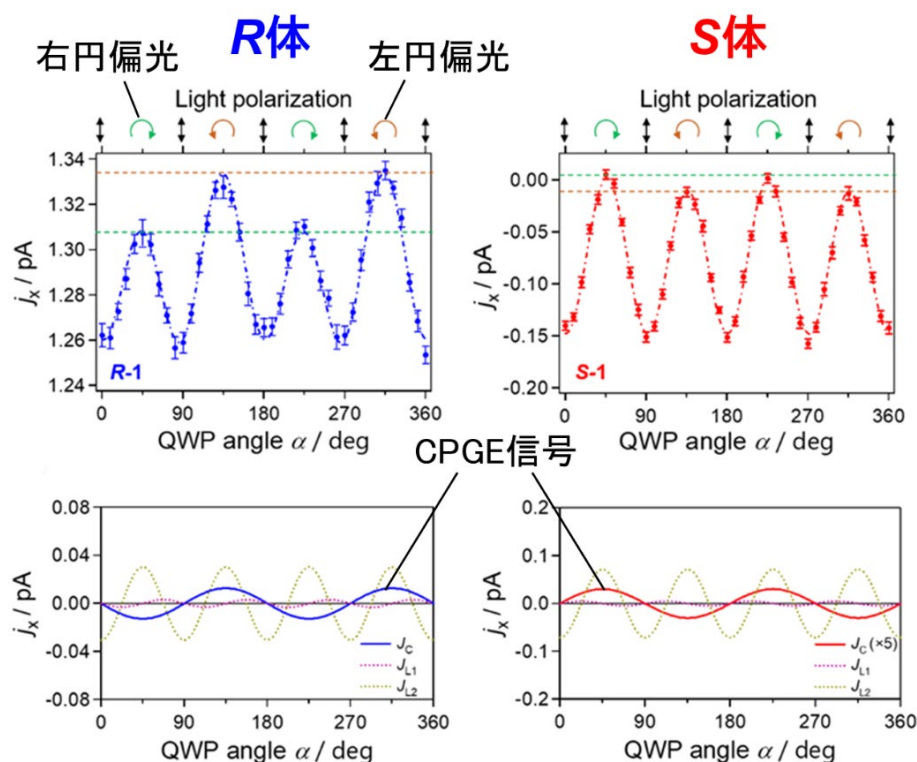 R体
S体
右円偏光
左円偏光
Light polarization
Light polarization
jx / pA
1.34
1.32
1.30
1.28
1.26
1.24
R-1
0 90 180 270 360
QWP angle α / deg
jx / pA
0.00
-0.05
-0.10
-0.15
-0.20
S-1
0 90 180 270 360
QWP angle α / deg
CPGE信号
jx / pA
0.08
0.04
0.00
-0.04
-0.08
JC
JL1
JL2
0 90 180 270 360
QWP angle α / deg
jx / pA
0.2
0.1
0.0
-0.1
-0.2
JC (×5)
JL1
JL2
0 90 180 270 360
QWP angle α / deg